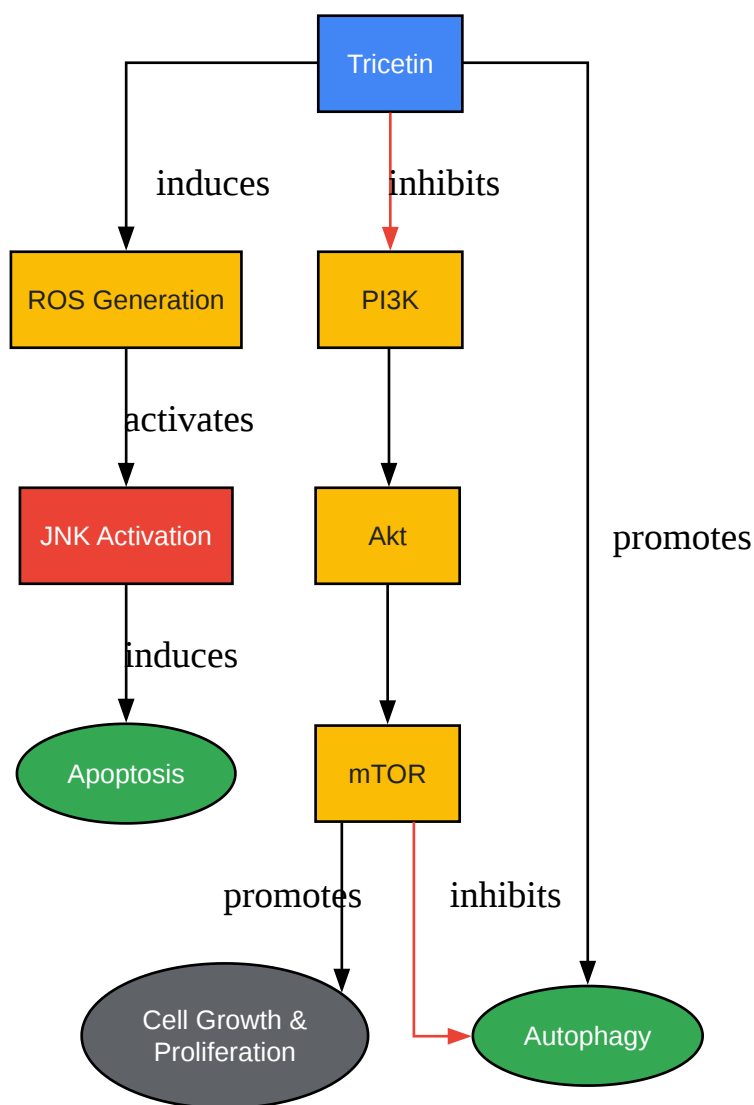 Tricetin
induces
inhibits
ROS Generation
PI3K
activates
JNK Activation
Akt
promotes
induces
Apoptosis
mTOR
promotes
inhibits
Cell Growth &
Proliferation
Autophagy